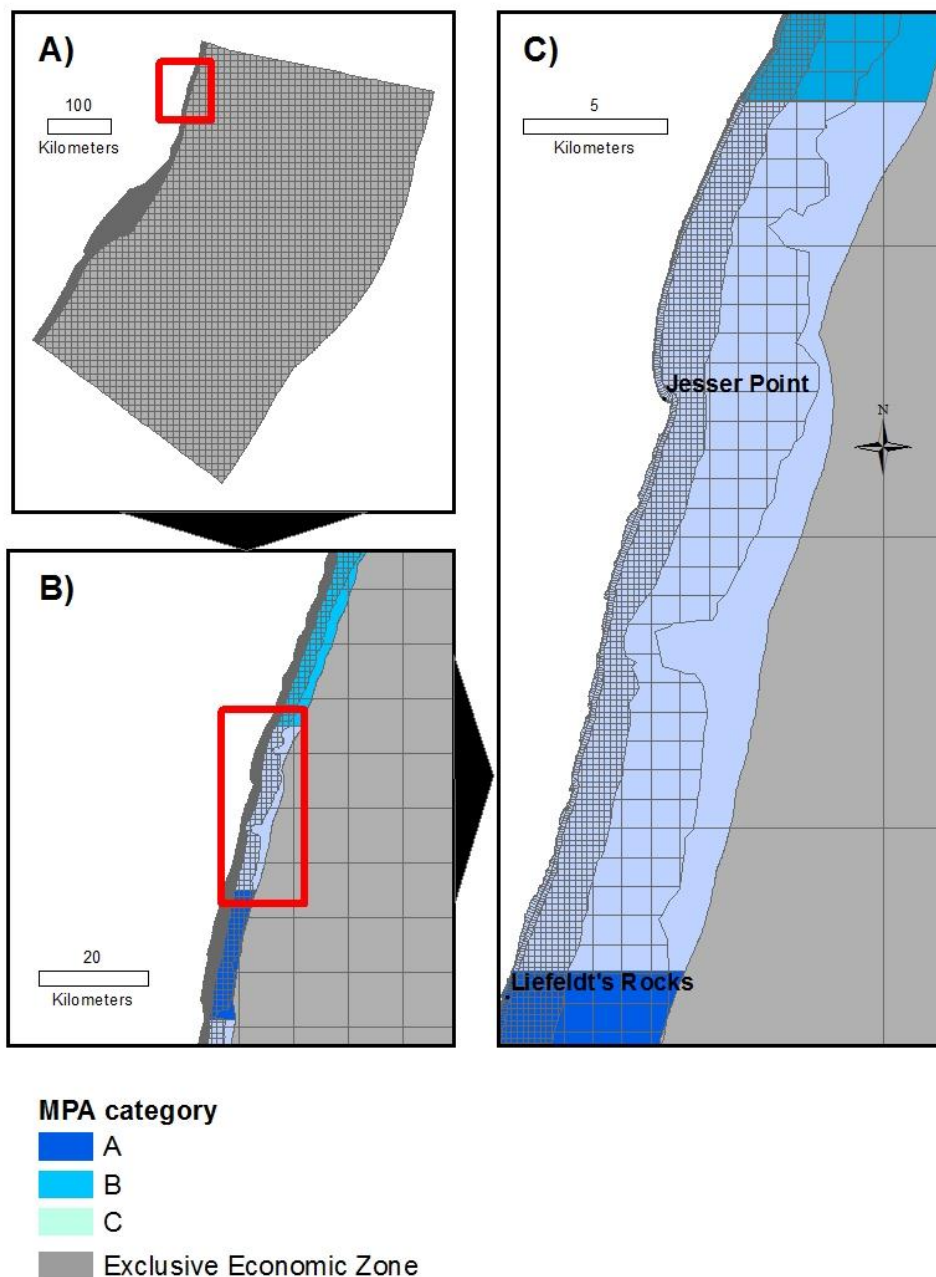 A)
100
Kilometers
B)
20
Kilometers
C)
5
Kilometers
Jesser Point
N
Liefeldt's Rocks
MPA category
A
B
C
Exclusive Economic Zone